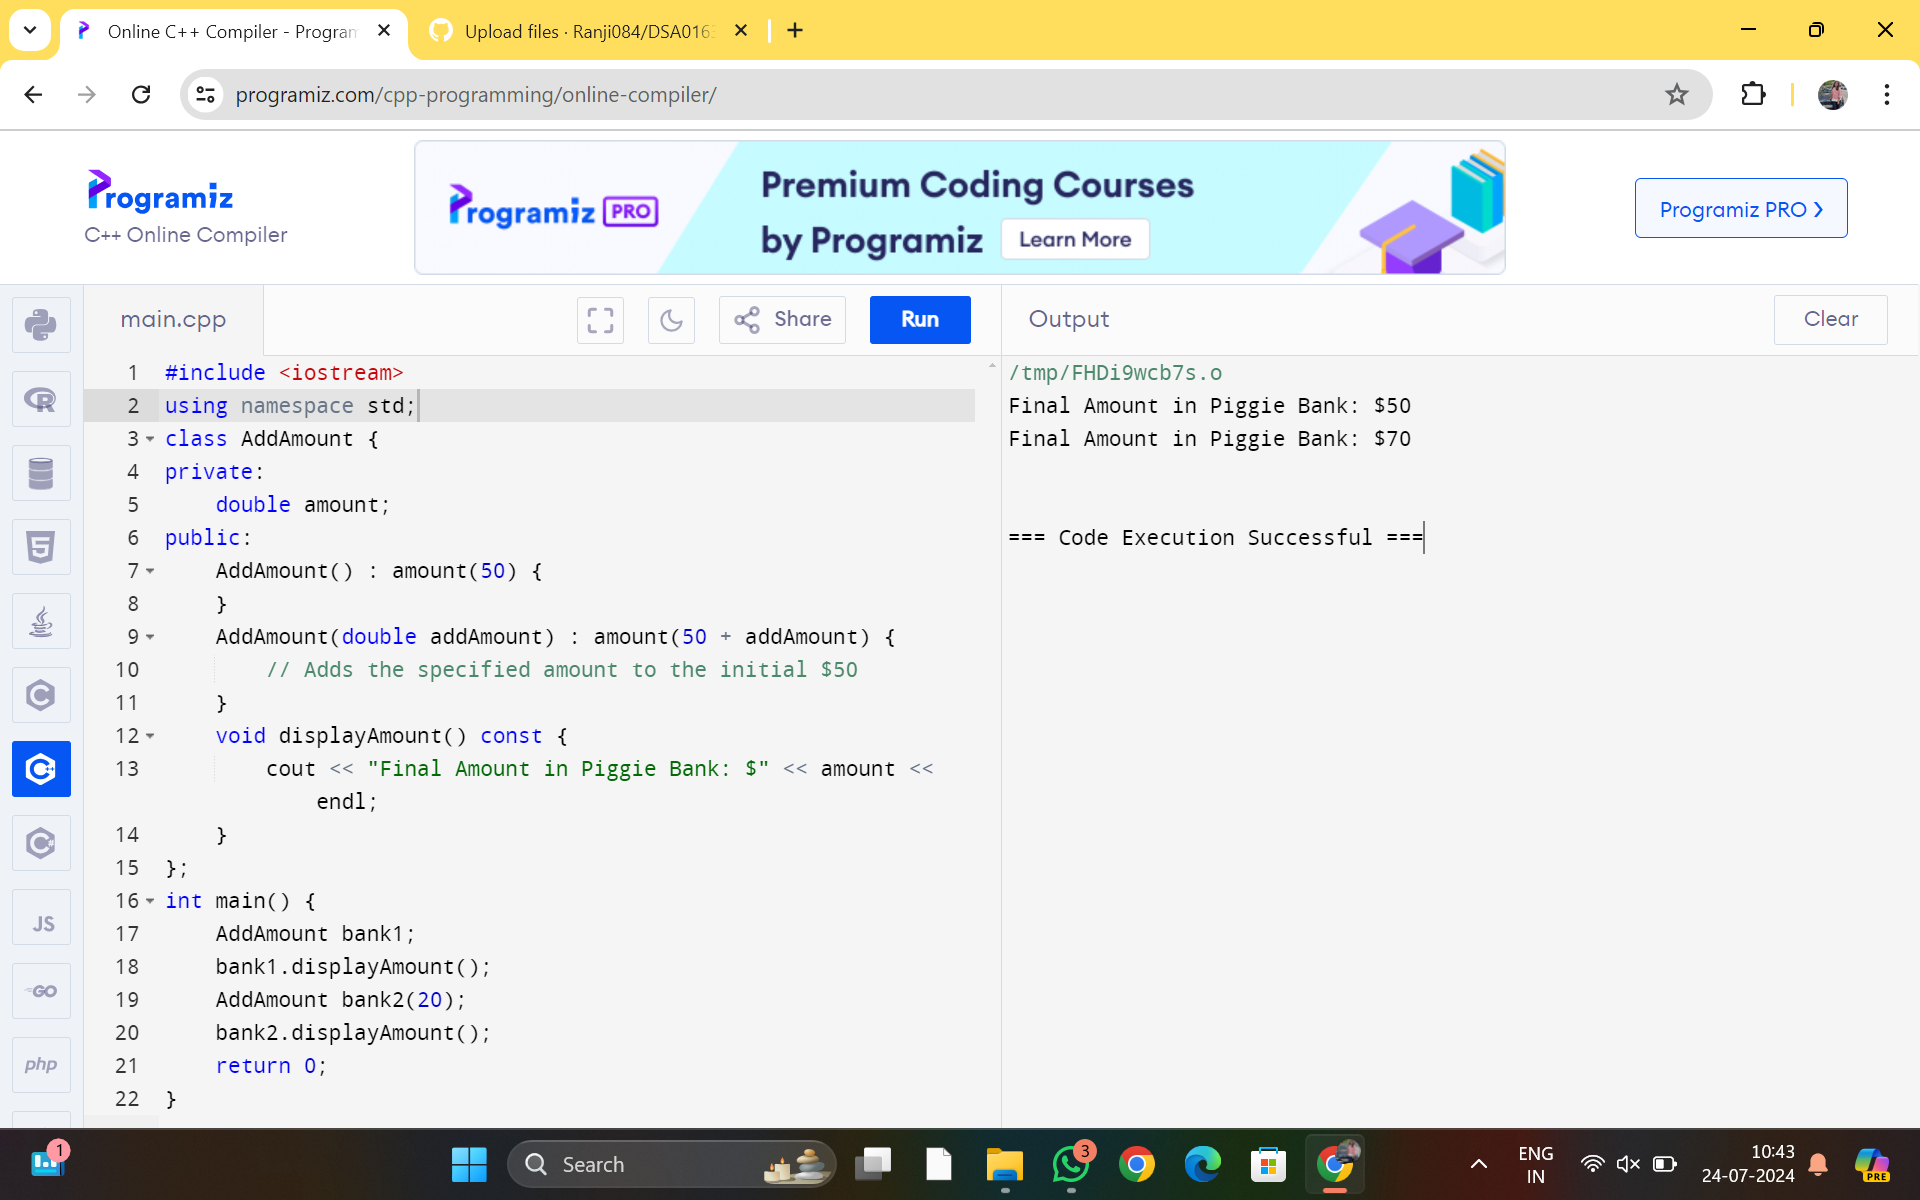 Online C++ Compiler - Program
Upload files · Ranji084/DSA016
programiz.com/cpp-programming/online-compiler/
Programiz
C++ Online Compiler
Programiz PRO
Premium Coding Courses
by Programiz
Learn More
Programiz PRO
main.cpp
Share
Run
Output
Clear
1 #include <iostream>
2 using namespace std;
3 class AddAmount {
4 private:
5     double amount;
6 public:
7     AddAmount() : amount(50) {
8     }
9     AddAmount(double addAmount) : amount(50 + addAmount) {
10         // Adds the specified amount to the initial $50
11     }
12     void displayAmount() const {
13         cout << "Final Amount in Piggie Bank: $" << amount <<
            endl;
14     }
15 };
16 int main() {
17     AddAmount bank1;
18     bank1.displayAmount();
19     AddAmount bank2(20);
20     bank2.displayAmount();
21     return 0;
22 }
/tmp/FHDi9wcb7s.o
Final Amount in Piggie Bank: $50
Final Amount in Piggie Bank: $70
=== Code Execution Successful ===
R
JS
GO
php
1
Search
3
ENG
IN
10:43
24-07-2024
PRE